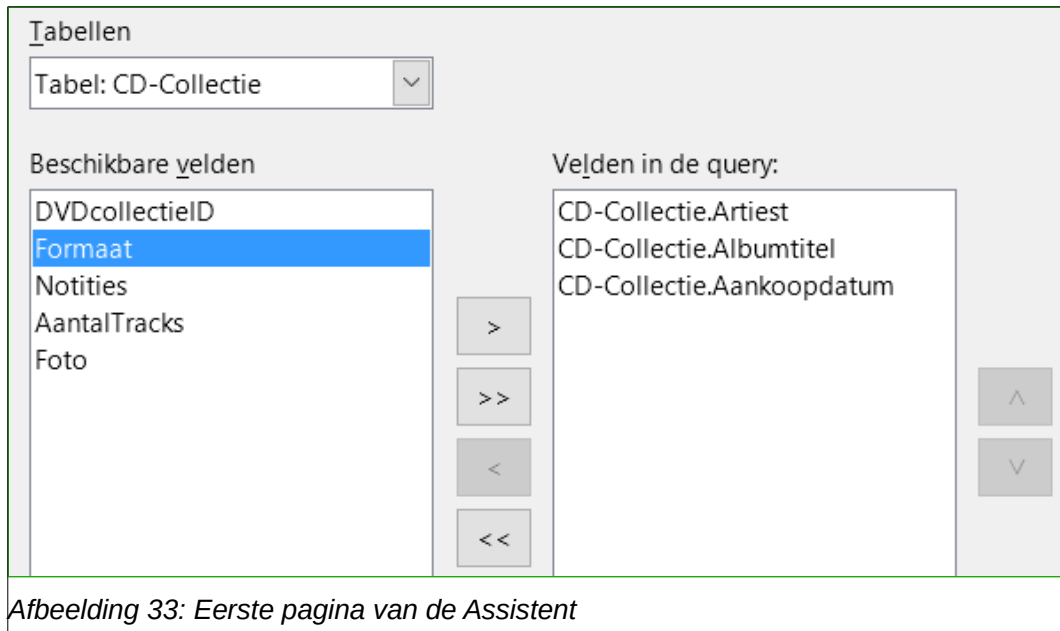 Tabellen
Tabel: CD-Collectie
Beschikbare velden
DVDcollectieID
Formaat
Notities
AantalTracks
Foto
>
>>
<
<<
Velden in de query:
CD-Collectie.Artiest
CD-Collectie.Albumtitel
CD-Collectie.Aankoopdatum
Afbeelding 33: Eerste pagina van de Assistent